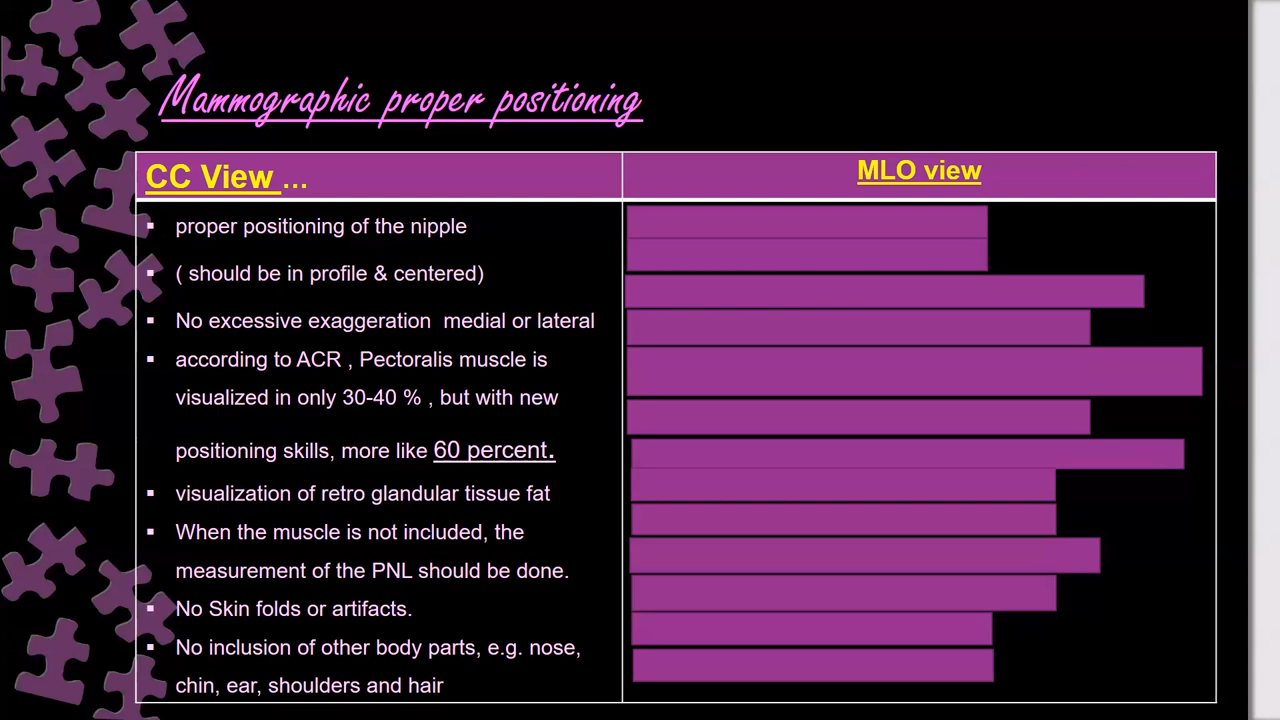 Mammographic proper positioning
CC View ...
MLO view
▪ proper positioning of the nipple
▪ ( should be in profile & centered)
▪ No excessive exaggeration  medial or lateral
▪ according to ACR , Pectoralis muscle is
visualized in only 30-40 % , but with new
positioning skills, more like 60 percent.
▪ visualization of retro glandular tissue fat
▪ When the muscle is not included, the
measurement of the PNL should be done.
▪ No Skin folds or artifacts.
▪ No inclusion of other body parts, e.g. nose,
chin, ear, shoulders and hair